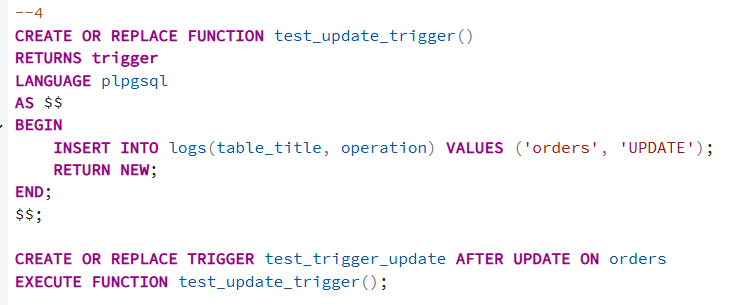 --4
CREATE OR REPLACE FUNCTION test_update_trigger()
RETURNS trigger
LANGUAGE plpgsql
AS $$
BEGIN
    INSERT INTO logs(table_title, operation) VALUES ('orders', 'UPDATE');
    RETURN NEW;
END;
$$;

CREATE OR REPLACE TRIGGER test_trigger_update AFTER UPDATE ON orders
EXECUTE FUNCTION test_update_trigger();